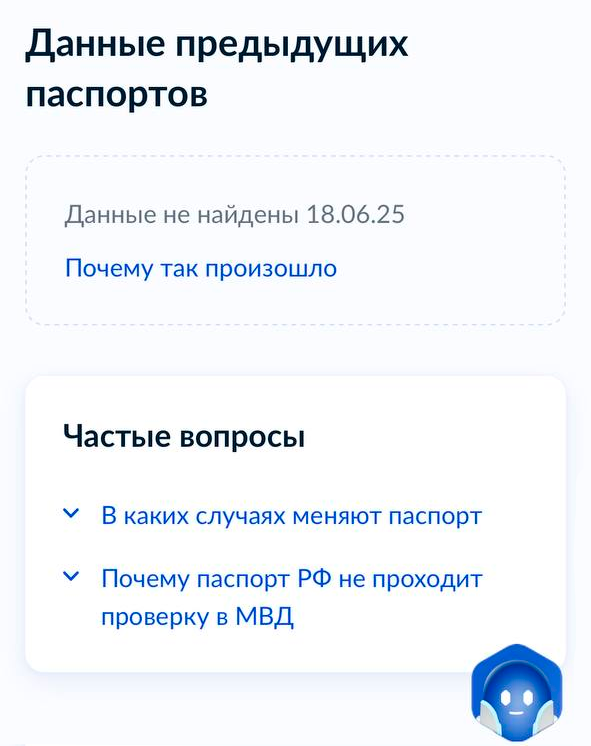 Данные предыдущих
паспортов
Данные не найдены 18.06.25
Почему так произошло
Частые вопросы
В каких случаях меняют паспорт
Почему паспорт РФ не проходит
проверку в МВД